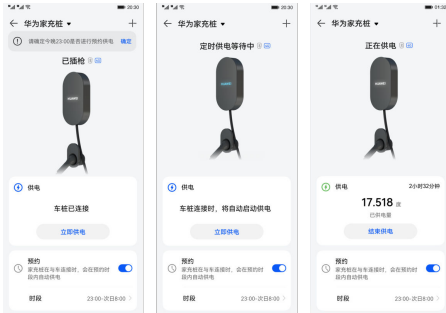 20:30
华为家充桩
请确定今晚23:00是否进行预约供电 确定
已插枪
供电
车桩已连接
立即供电
预约
家充桩在与车连接时，会在预约的时
段内自动供电
时段 23:00-次日8:00
20:30
华为家充桩
定时供电等待中
供电
车桩连接时，将自动启动供电
立即供电
预约
家充桩在与车连接时，会在预约的时
段内自动供电
时段 23:00-次日8:00
01:32
华为家充桩
正在供电
供电 2小时32分钟
17.518 度
已供电量
结束供电
预约
家充桩在与车连接时，会在预约的时
段内自动供电
时段 23:00-次日8:00